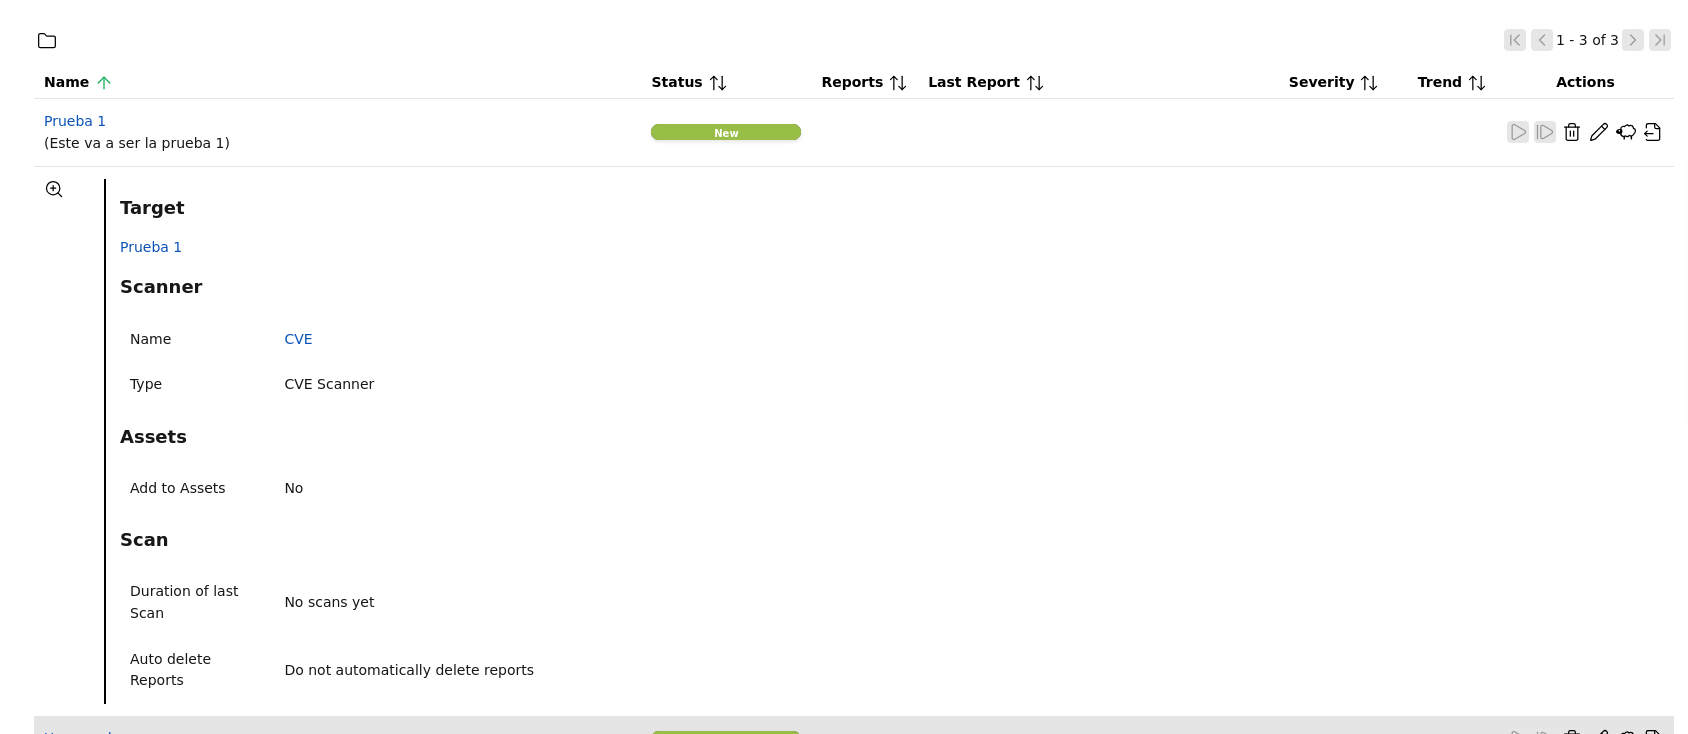 1 - 3 of 3
Name Status Reports Last Report Severity Trend Actions
Prueba 1
(Este va a ser la prueba 1)
New
Target
Prueba 1
Scanner
Name CVE
Type CVE Scanner
Assets
Add to Assets No
Scan
Duration of last
Scan
No scans yet
Auto delete
Reports
Do not automatically delete reports